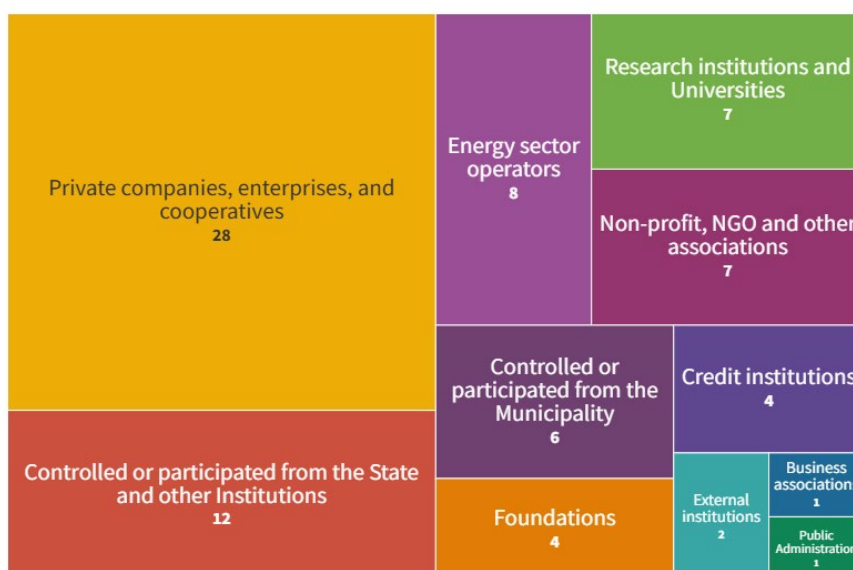 Private companies, enterprises, and
cooperatives
28
Controlled or participated from the State
and other Institutions
12
Energy sector
operators
8
Research institutions and
Universities
7
Non-profit, NGO and other
associations
7
Controlled or
participated from the
Municipality
6
Foundations
4
Credit institutions
4
External
institutions
2
Business
associations
1
Public
Administration
1